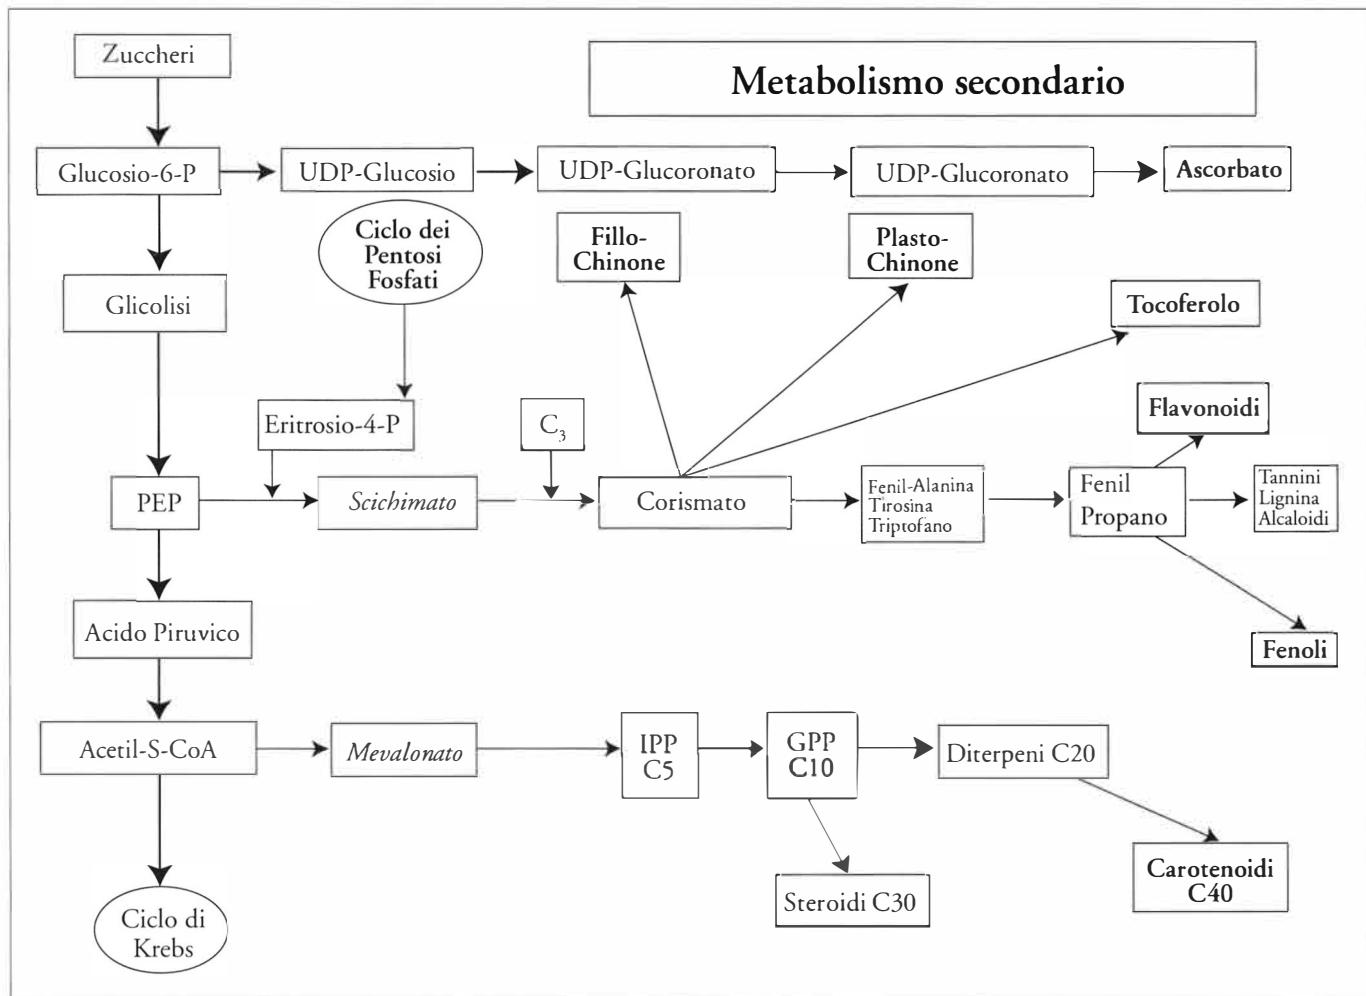 Zuccheri
Metabolismo secondario
Glucosio-6-P
UDP-Glucosio
UDP-Glucoronato
UDP-Glucoronato
Ascorbato
Ciclo dei
Pentosi
Fosfati
Fillo-
Chinone
Plasto-
Chinone
Glicolisi
Tocoferolo
Eritrosio-4-P
C₃
Flavonoidi
PEP
Scichimato
Corismato
Fenil-Alanina
Tirosina
Triptofano
Fenil
Propano
Tannini
Lignina
Alcaloidi
Acido Piruvico
Fenoli
Acetil-S-CoA
Mevalonato
IPP
C5
GPP
C10
Diterpeni C20
Steroidi C30
Carotenoidi
C40
Ciclo di
Krebs